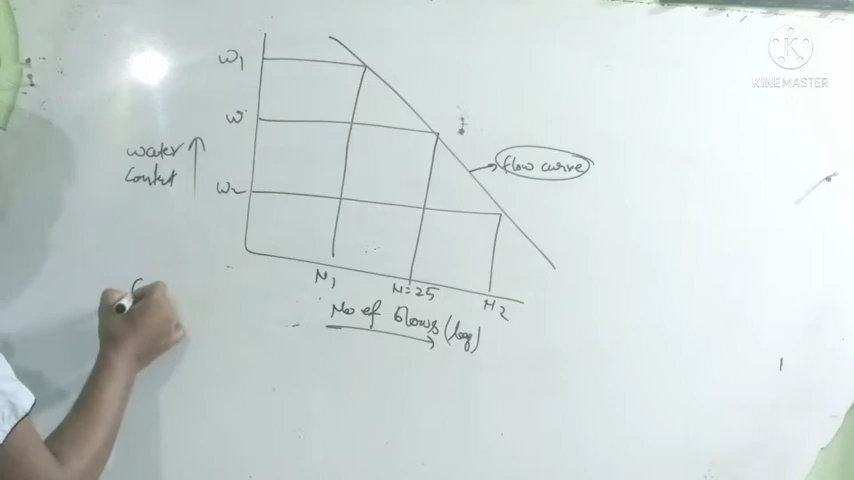 W1
W
Water
Content
W2
flow curve
N1
N=25
N2
No of Blows (log)
KINEMASTER